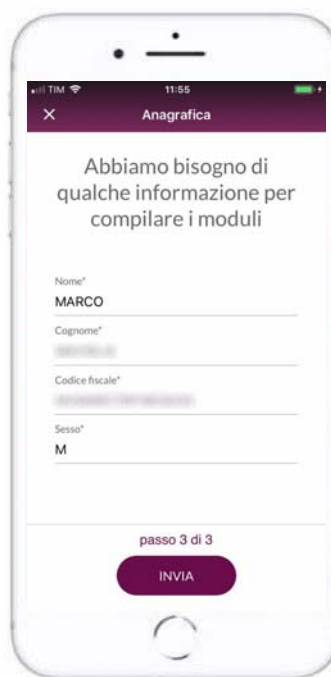 TIM 11:55
× Anagrafica
Abbiamo bisogno di
qualche informazione per
compilare i moduli
Nome*
MARCO
Cognome*
Codice fiscale*
Sesso*
M
passo 3 di 3
INVIA